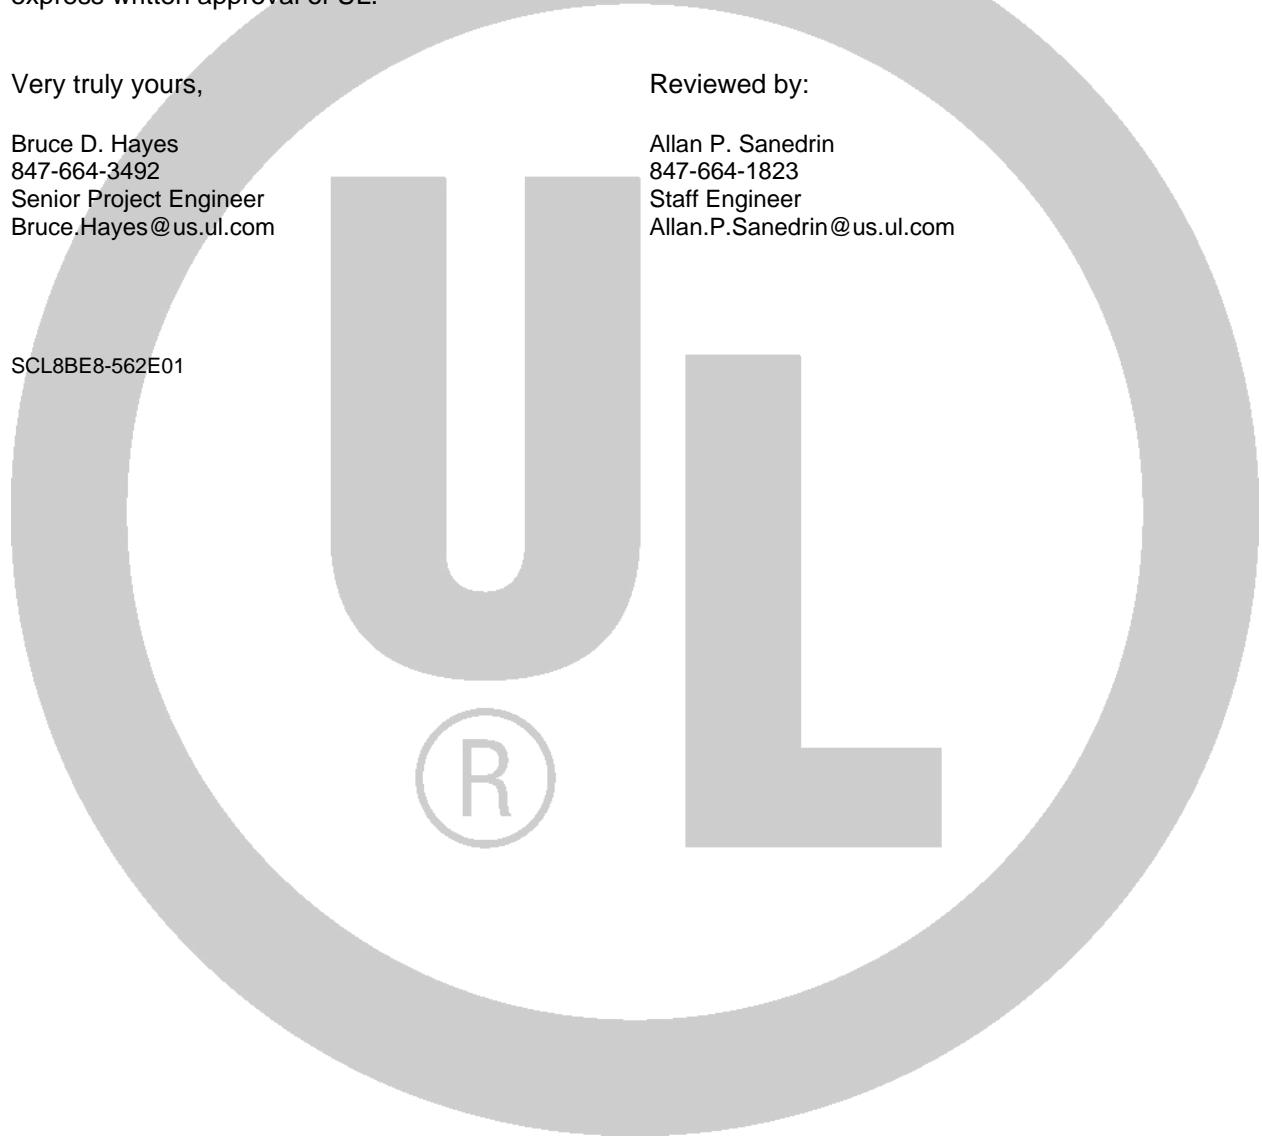 express written approval of UL.
Very truly yours,
Bruce D. Hayes
847-664-3492
Senior Project Engineer
Bruce.Hayes@us.ul.com
Reviewed by:
Allan P. Sanedrin
847-664-1823
Staff Engineer
Allan.P.Sanedrin@us.ul.com
SCL8BE8-562E01
UL
®